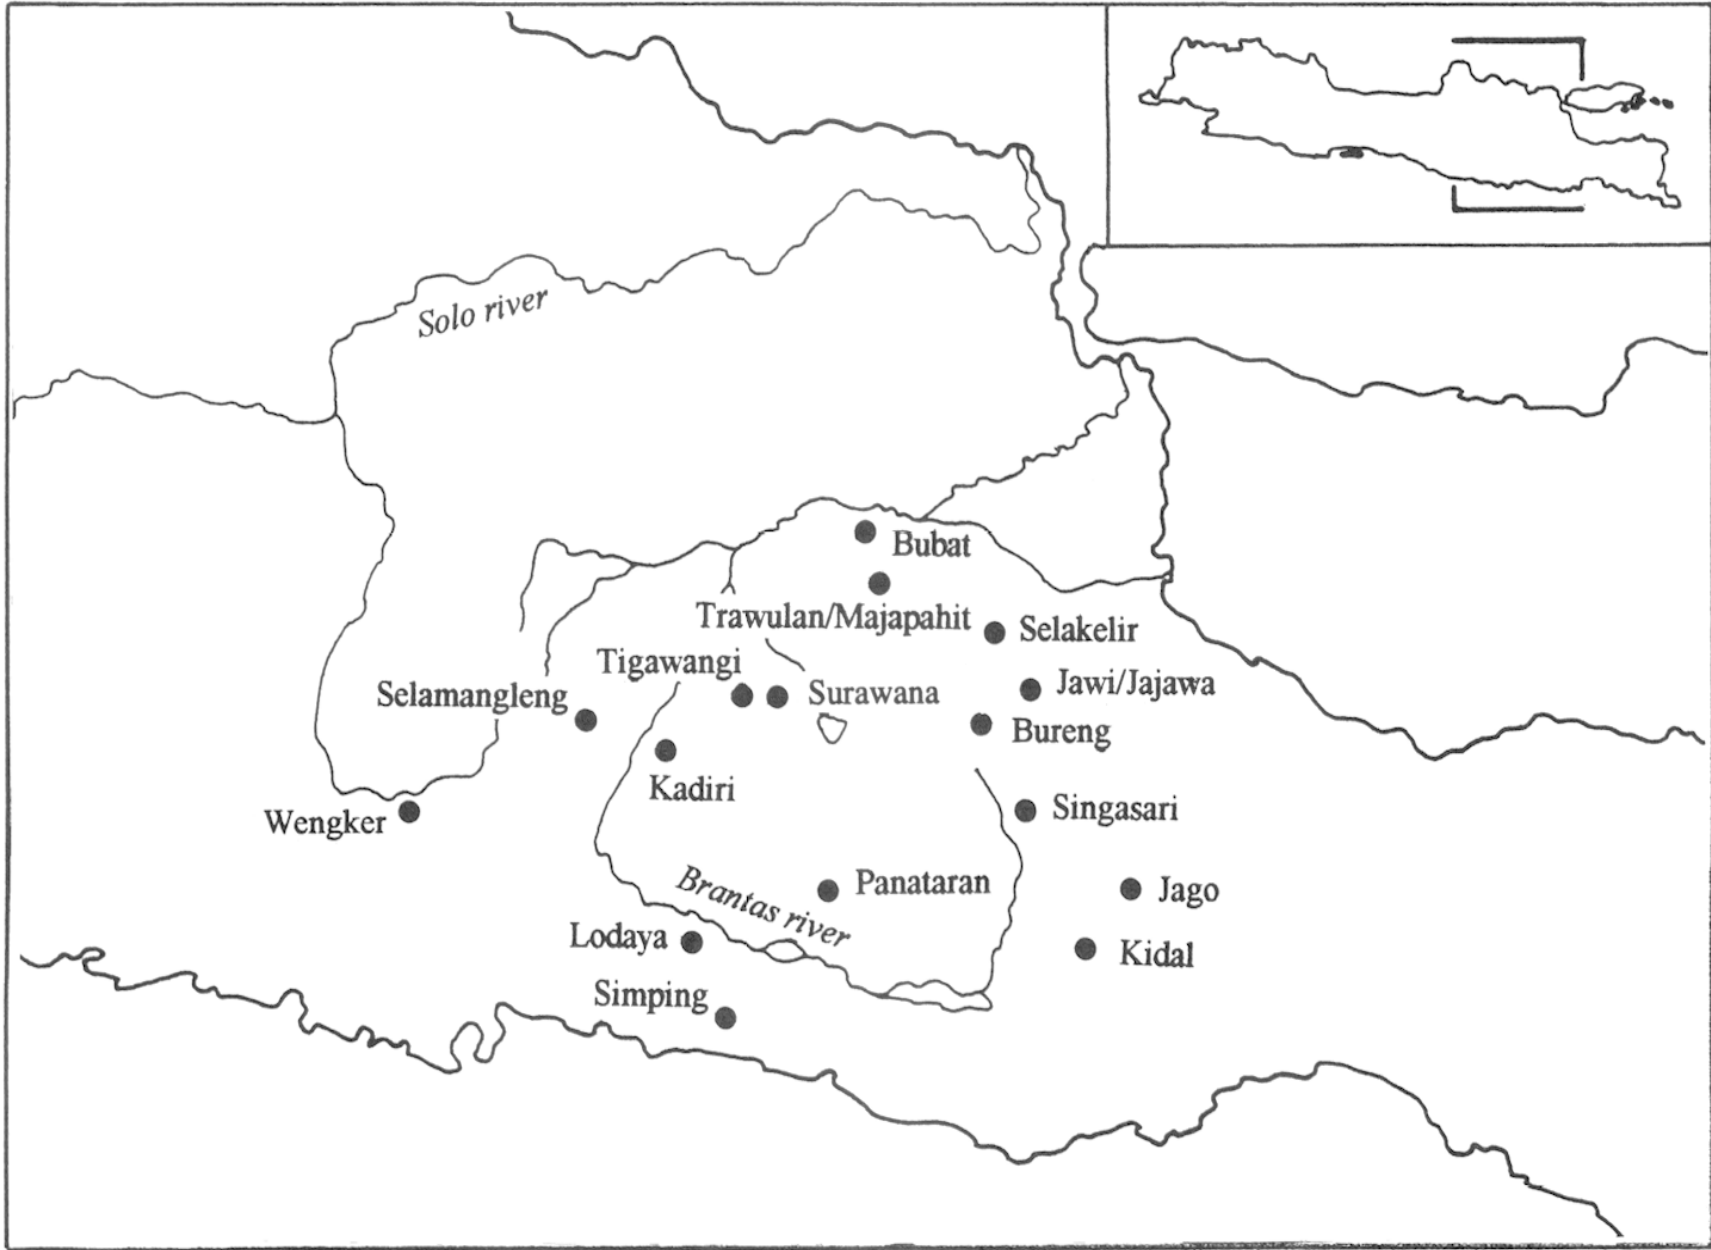 Solo river
Bubat
Trawulan/Majapahit
Selakelir
Tigawangi
Jawi/Jajawa
Selamangleng
Surawana
Bureng
Kadiri
Singasari
Wengker
Panataran
Brantas river
Jago
Lodaya
Kidal
Simping